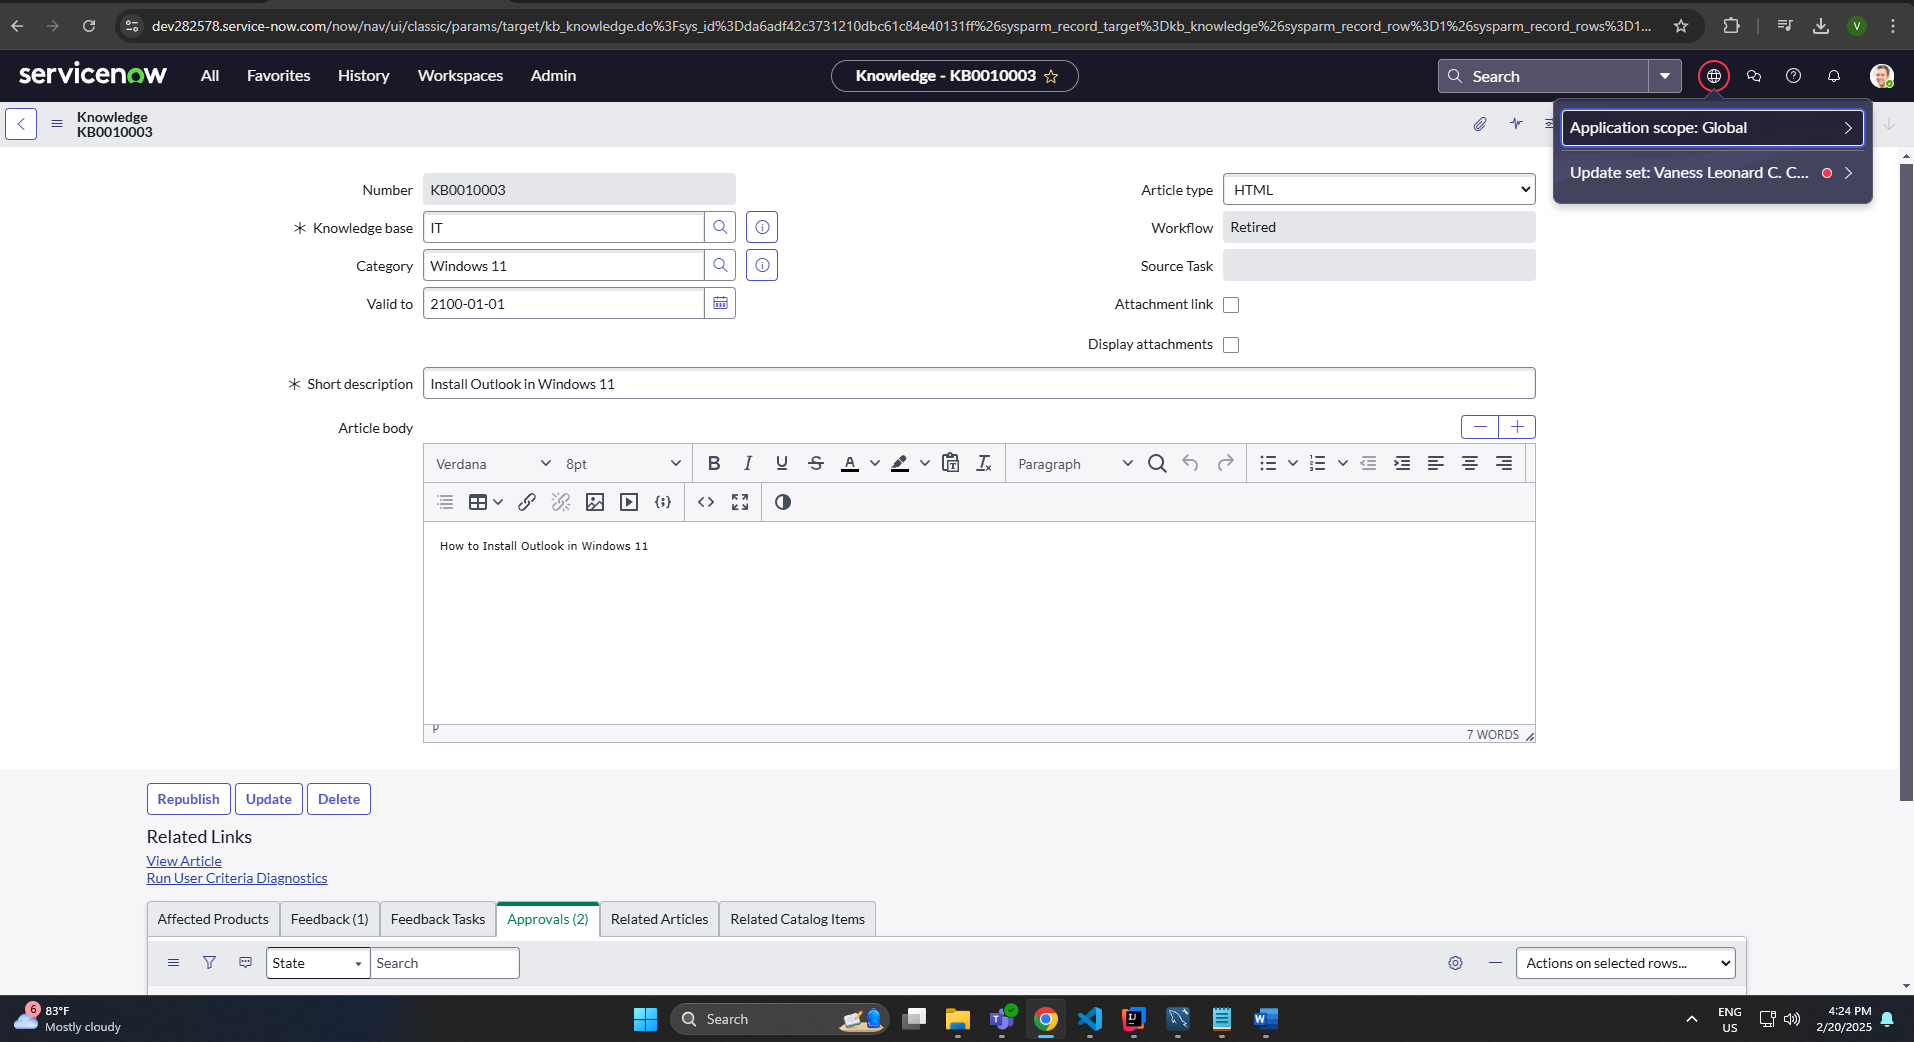 dev282578.service-now.com/now/nav/ui/classic/params/target/kb_knowledge.do%3Fsys_id%3Dda6adf42c3731210dbc61c84e40131ff%26sysparm_record_target%3Dkb_knowledge%26sysparm_record_row%3D1%26sysparm_record_rows%3D1...
V
servicenow
All
Favorites
History
Workspaces
Admin
Knowledge - KB0010003
Search
Knowledge
KB0010003
Application scope: Global
Update set: Vaness Leonard C. C...
Number
KB0010003
Article type
HTML
Knowledge base
IT
Workflow
Retired
Category
Windows 11
Source Task
Valid to
2100-01-01
Attachment link
Display attachments
Short description
Install Outlook in Windows 11
Article body
Verdana
8pt
B
I
U
S
A
Paragraph
How to Install Outlook in Windows 11
P
7 WORDS
Republish
Update
Delete
Related Links
View Article
Run User Criteria Diagnostics
Affected Products
Feedback (1)
Feedback Tasks
Approvals (2)
Related Articles
Related Catalog Items
State
Search
Actions on selected rows...
6
83°F
Mostly cloudy
Search
ENG
US
4:24 PM
2/20/2025